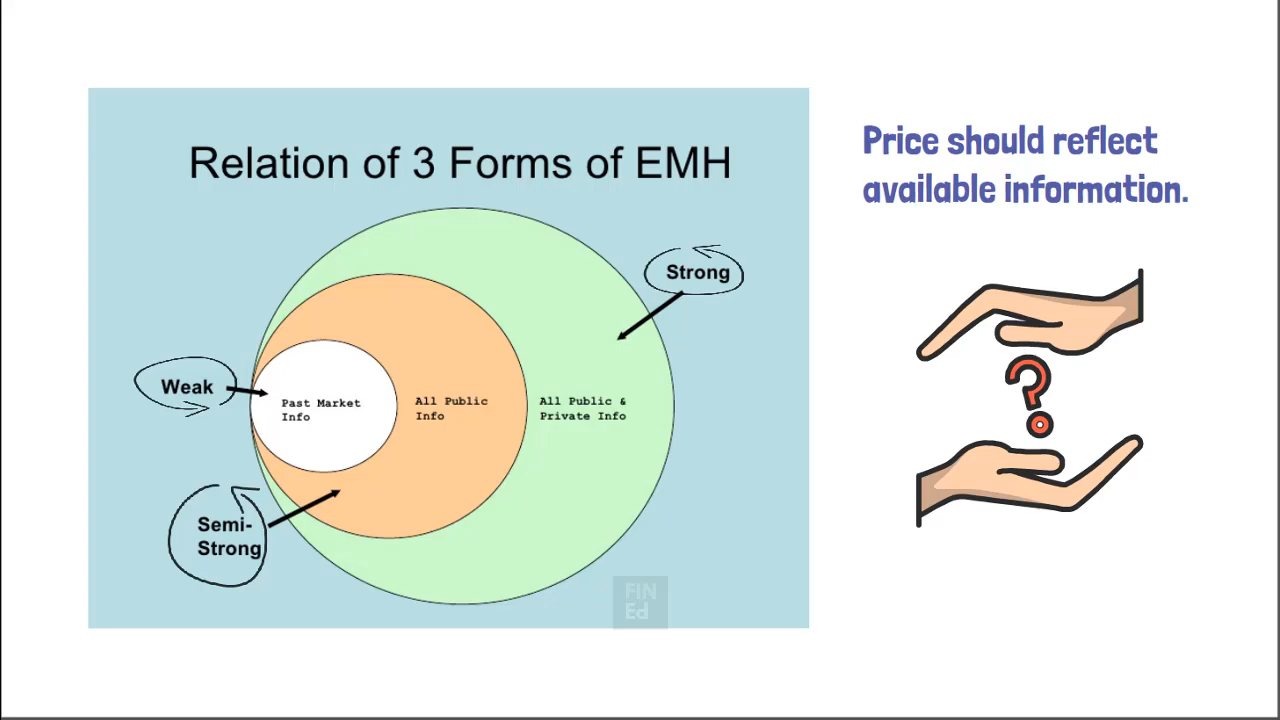 Relation of 3 Forms of EMH
Price should reflect
available information.
Strong
Weak
Past Market
Info
All Public
Info
All Public &
Private Info
Semi-
Strong
?
FIN
Ed